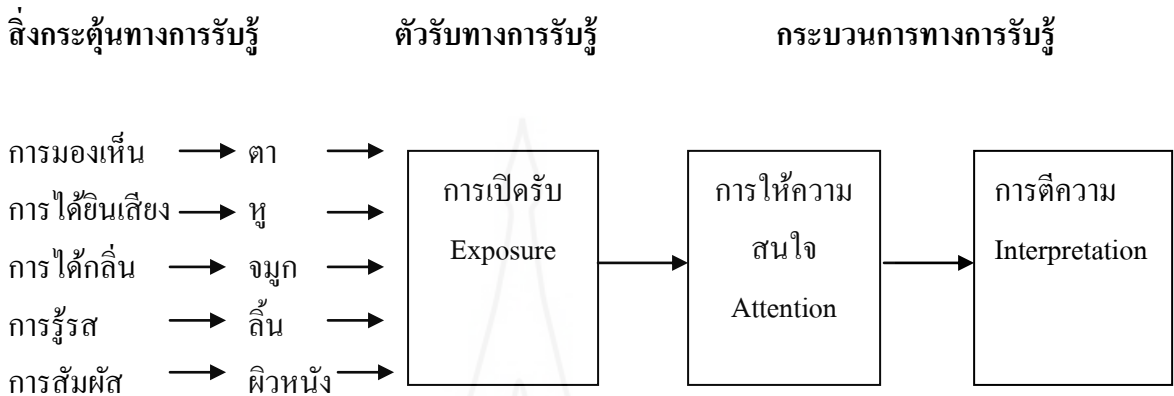 สิ่งกระตุ้นทางการรับรู้ ตัวรับทางการรับรู้ กระบวนการทางการรับรู้
การมองเห็น ตา
การได้ยินเสียง หู
การได้กลิ่น จมูก
การรู้รส ลิ้น
การสัมผัส ผิวหนัง
การเปิดรับ
Exposure
การให้ความ
สนใจ
Attention
การตีความ
Interpretation